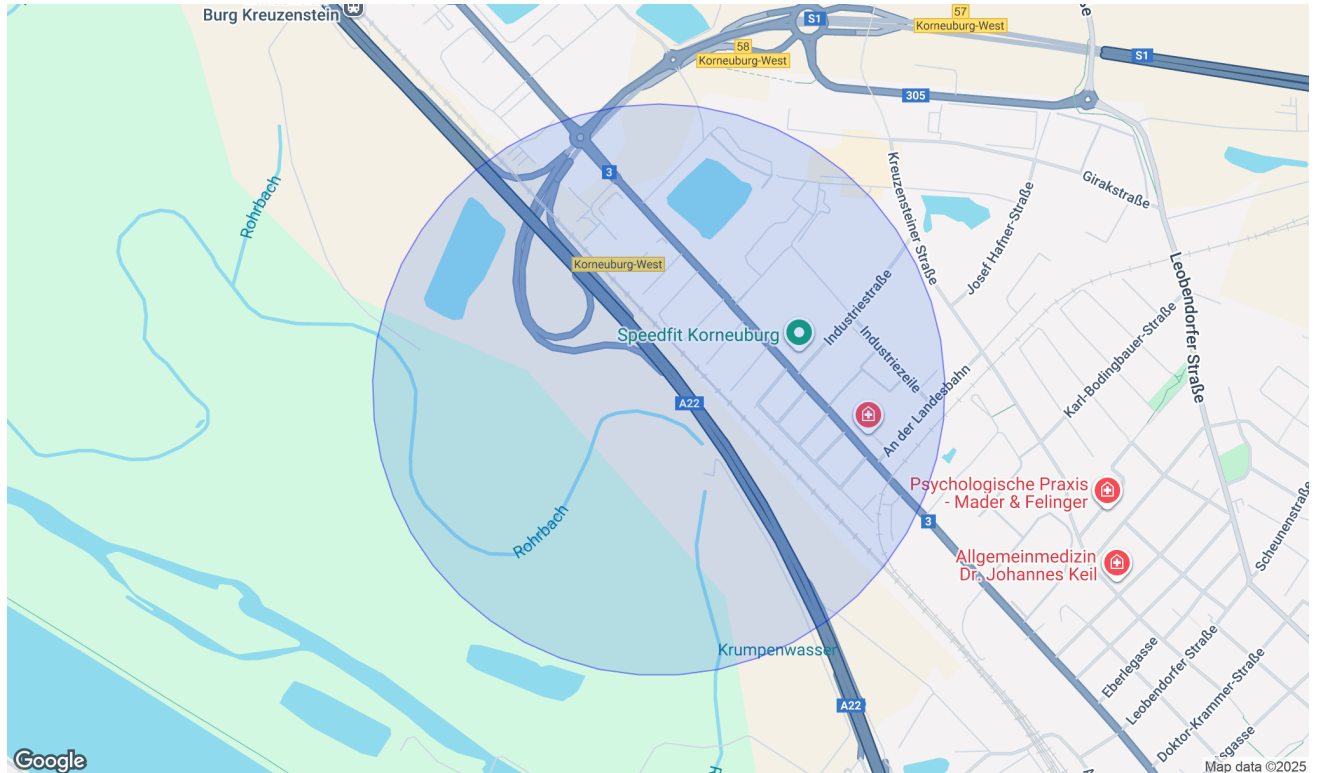 Burg Kreuzenstein
S1
57
Korneuburg-West
58
Korneuburg-West
S1
305
3
Rohrbach
Kreuzensteiner Straße
Girakstraße
Josef Hafner-Straße
Leobendorfer Straße
Korneuburg-West
Industriestraße
Speedfit Korneuburg
Industriezeile
Karl-Bodingbauer-Straße
A22
An der Landesbahn
Psychologische Praxis
- Mader & Felinger
3
Rohrbach
Scheunenstraße
Allgemeinmedizin
Dr. Johannes Keil
Krumpenwasser
Eberlegasse
Leobendorfer Straße
Doktor-Krammer-Straße
A22
Google
Map data ©2025